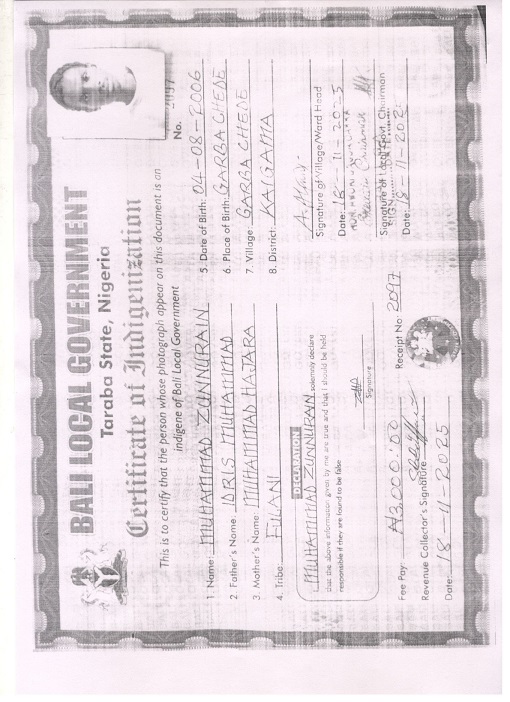 BALI LOCAL GOVERNMENT
Taraba State, Nigeria
Certificate of Indigenization
No. 2097
This is to certify that the person whose photograph appear on this document is an
indigene of Bali Local Government
1 Name: MUHAMMAD ZUNNURAIN
2 Father's Name: IDRIS MUHAMMAD
3 Mother's Name: MUHAMMAD HAJARA
4. Tribe FULANI
5. Date of Birth: 04-08-2006
6. Place of Birth: GARBA CHEDE
7. Village: GARBA CHEDE
8. District: KAIGAMA
DECLARATION
I MUHAMMAD ZUNNURAIN solemnly declare
that the above information given by me are true and that I should be held
responsible if they are found to be false
Signature
Signature of Village/Ward Head
Date: 18-11-2025
Signature of Local Govt. Chairman
Date: 18-11-202
Fee Pay: ₦3,000:00
Receipt No: 2097
Revenue Collector's Signature
Date: 18-11-2025